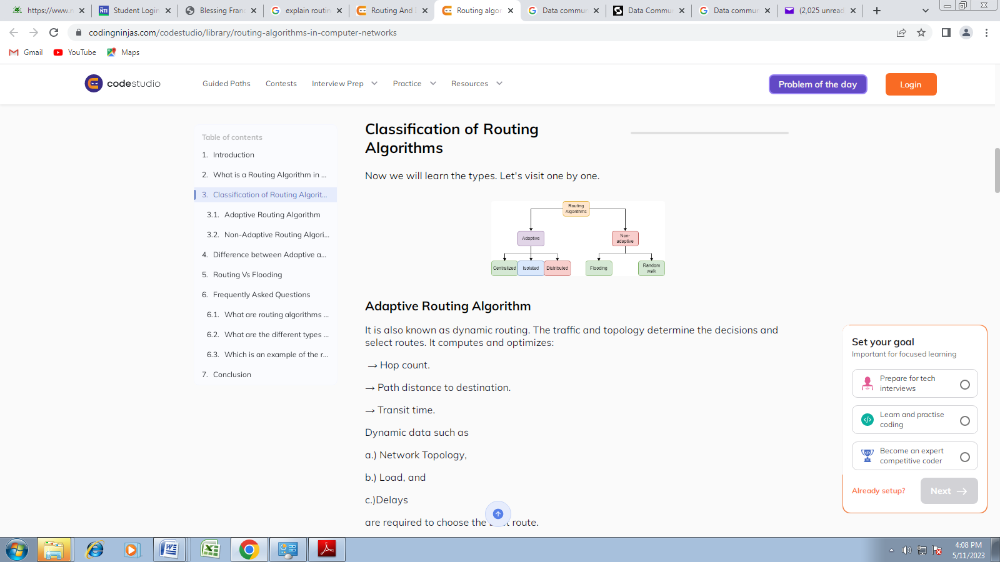 https://www.n
Student Login
Blessing Fran
explain routin
Routing And
Routing algor
Data commun
Data Commu
Data commun
(2,025 unread
codingninjas.com/codestudio/library/routing-algorithms-in-computer-networks
Gmail
YouTube
Maps
codestudio
Guided Paths
Contests
Interview Prep
Practice
Resources
Problem of the day
Login
Table of contents
1. Introduction
2. What is a Routing Algorithm in ...
3. Classification of Routing Algorit...
3.1. Adaptive Routing Algorithm
3.2. Non-Adaptive Routing Algori...
4. Difference between Adaptive a...
5. Routing Vs Flooding
6. Frequently Asked Questions
6.1. What are routing algorithms ...
6.2. What are the different types ...
6.3. Which is an example of the r...
7. Conclusion
Classification of Routing
Algorithms
Now we will learn the types. Let's visit one by one.
Routing
Algorithms
Adaptive
Non-
adaptive
Centralized
Isolated
Distributed
Flooding
Random
walk
Adaptive Routing Algorithm
It is also known as dynamic routing. The traffic and topology determine the decisions and
select routes. It computes and optimizes:
→ Hop count.
→ Path distance to destination.
→ Transit time.
Dynamic data such as
a.) Network Topology,
b.) Load, and
c.)Delays
are required to choose the route.
Set your goal
Important for focused learning
Prepare for tech
interviews
Learn and practise
coding
Become an expert
competitive coder
Already setup?
Next →
4:08 PM
5/11/2023